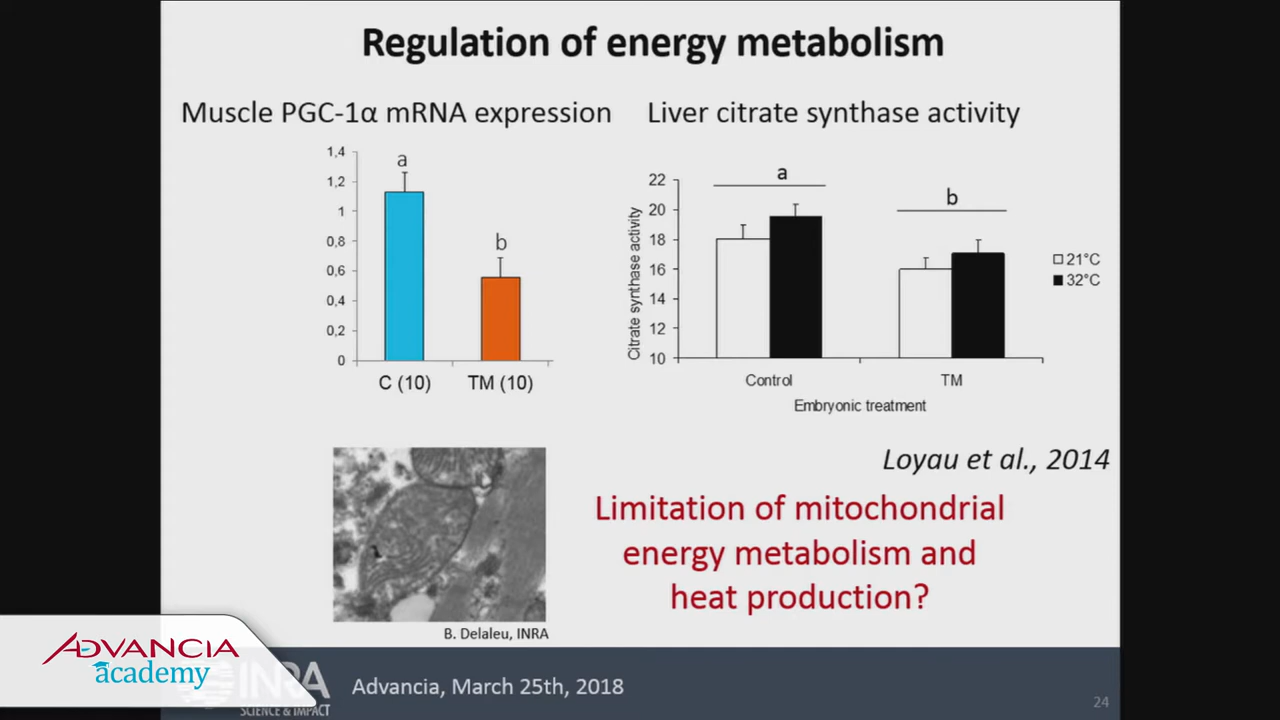 Regulation of energy metabolism
Muscle PGC-1α mRNA expression
1,4
1,2
1
0,8
0,6
0,4
0,2
0
a
b
C (10)
TM (10)
Liver citrate synthase activity
Citrate synthase activity
22
20
18
16
14
12
10
a
b
21°C
32°C
Control
TM
Embryonic treatment
Loyau et al., 2014
Limitation of mitochondrial
energy metabolism and
heat production?
B. Delaleu, INRA
ADVANCIA
academy
INRA
SCIENCE & IMPACT
Advancia, March 25th, 2018
24